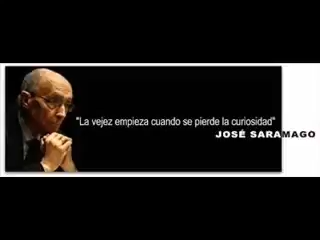 "La vejez empieza cuando se pierde la curiosidad"
JOSÉ SARAMAGO